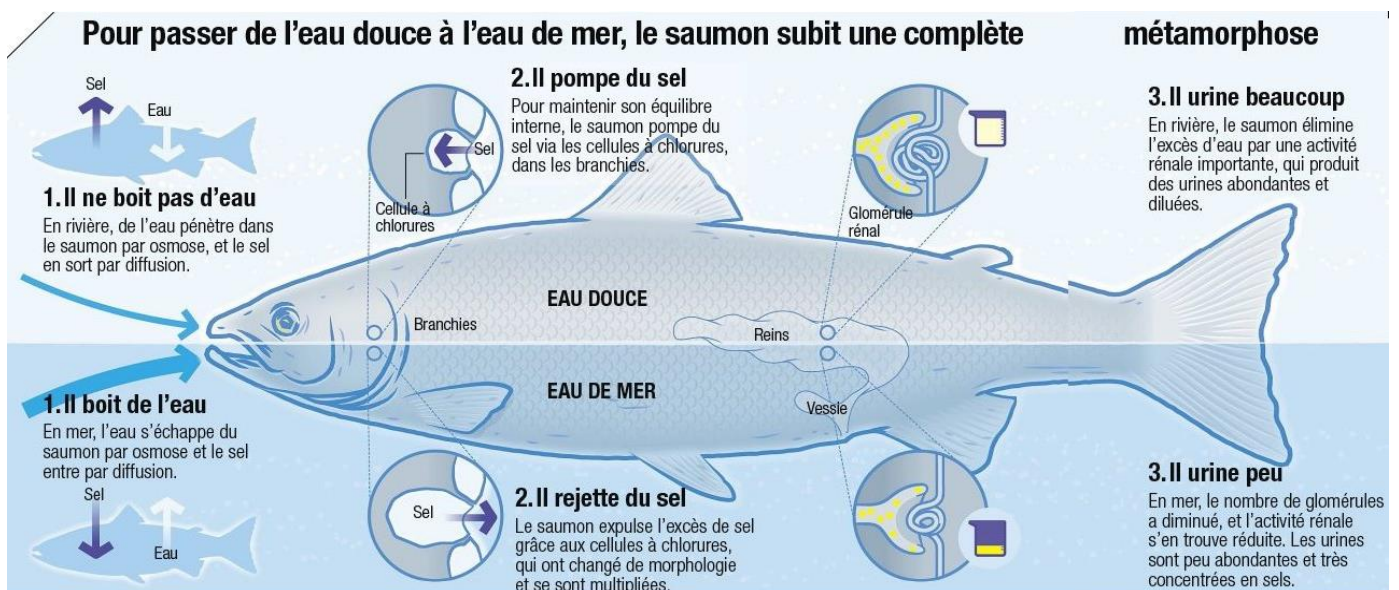 Pour passer de l'eau douce à l'eau de mer, le saumon subit une complète métamorphose
Sel
Eau
1.Il ne boit pas d'eau
En rivière, de l'eau pénètre dans
le saumon par osmose, et le sel
en sort par diffusion.
2.Il pompe du sel
Pour maintenir son équilibre
interne, le saumon pompe du
sel via les cellules à chlorures,
dans les branchies.
Sel
Cellule à
chlorures
Glomérule
rénal
3.Il urine beaucoup
En rivière, le saumon élimine
l'excès d'eau par une activité
rénale importante, qui produit
des urines abondantes et
diluées.
EAU DOUCE
Branchies
Reins
EAU DE MER
Vessie
1.Il boit de l'eau
En mer, l'eau s'échappe du
saumon par osmose et le sel
entre par diffusion.
Sel
Eau
Sel
2.Il rejette du sel
Le saumon expulse l'excès de sel
grâce aux cellules à chlorures,
qui ont changé de morphologie
et se sont multipliées.
3.Il urine peu
En mer, le nombre de glomérules
a diminué, et l'activité rénale
s'en trouve réduite. Les urines
sont peu abondantes et très
concentrées en sels.